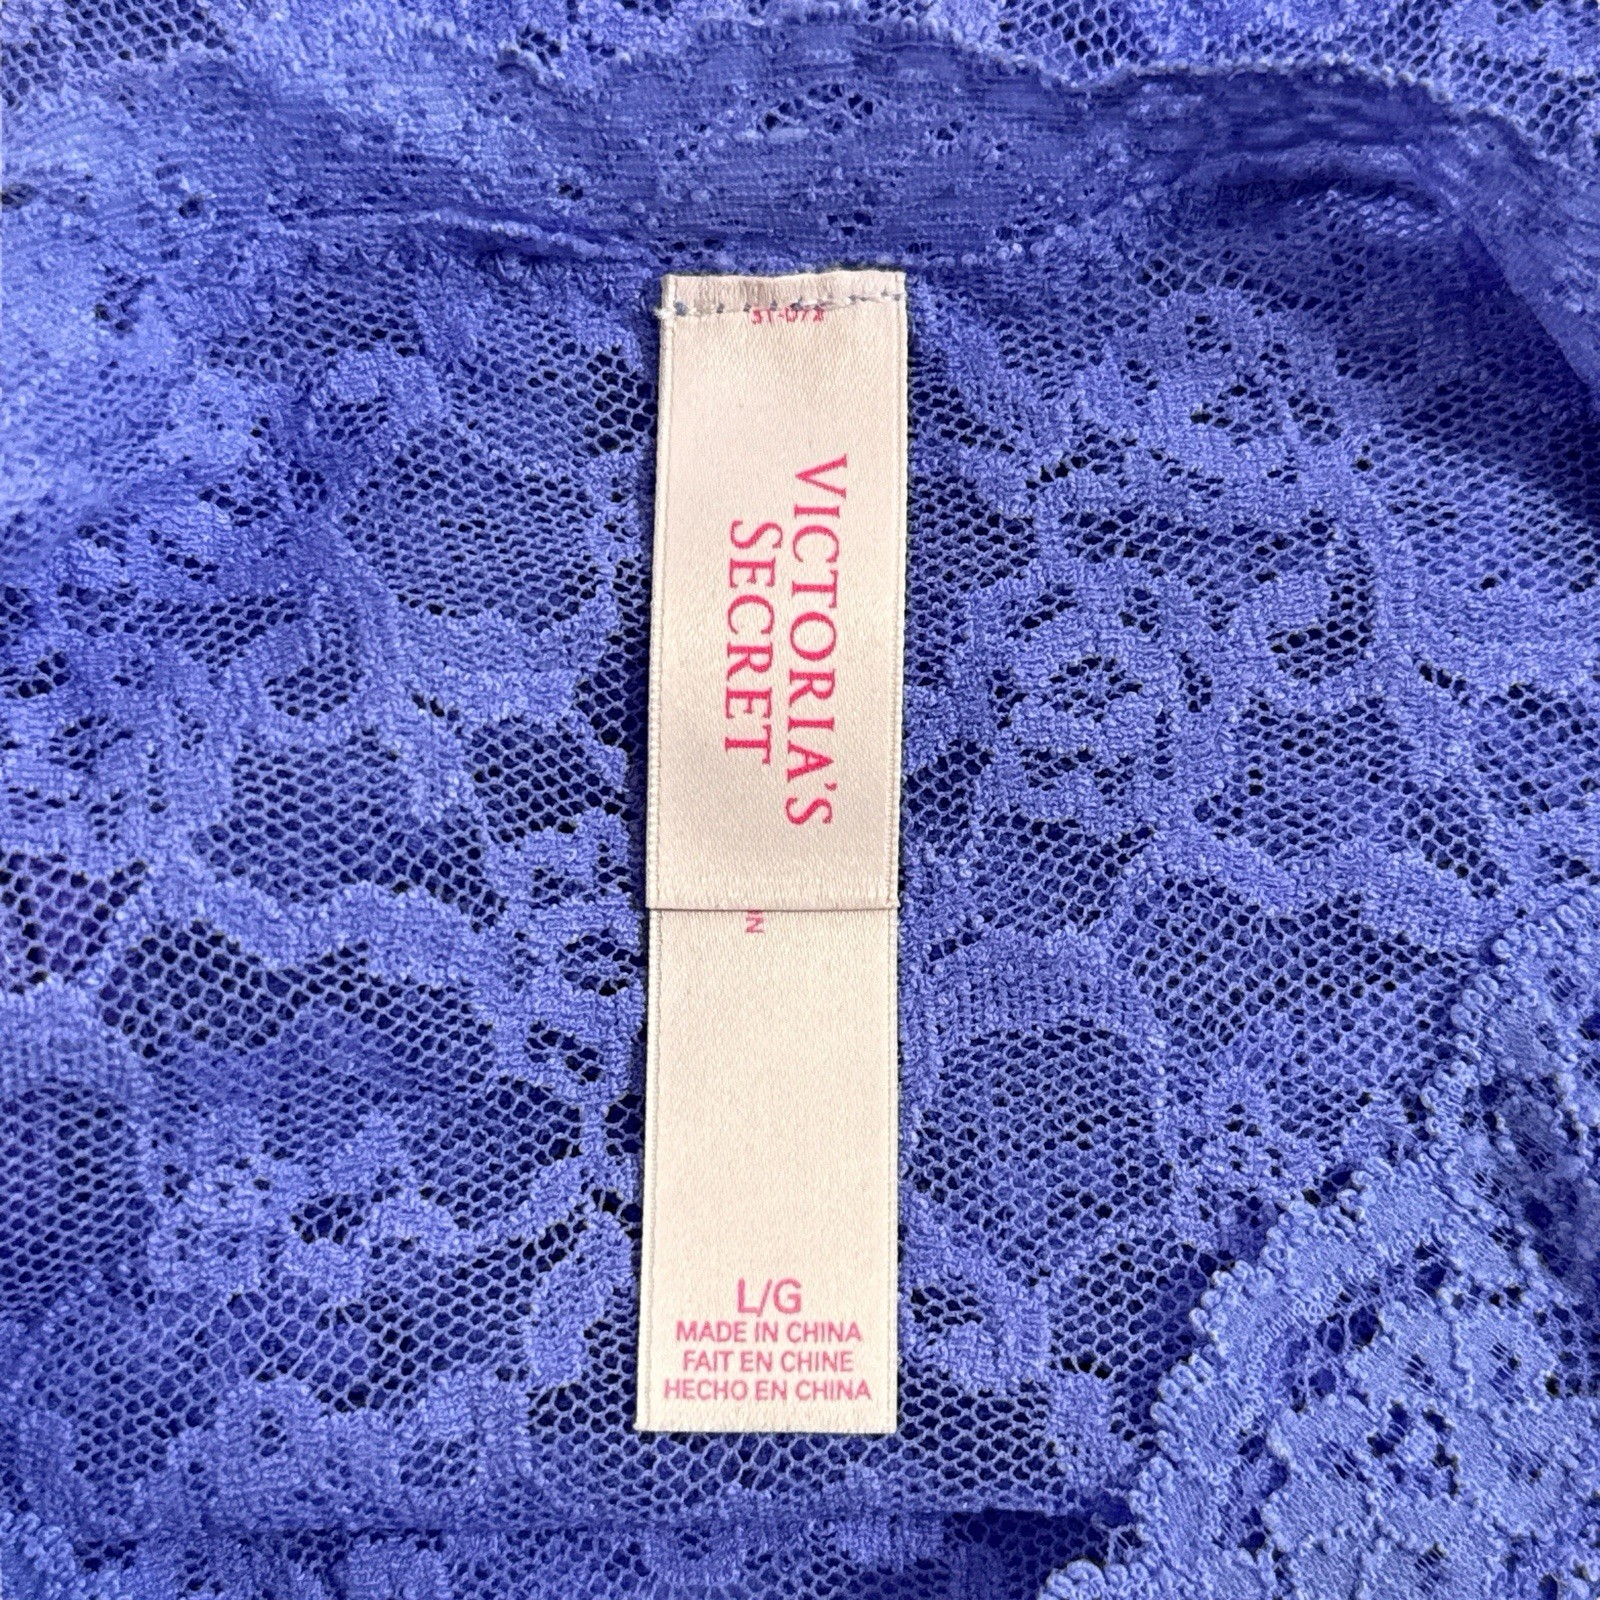 VICTORIA'S
SECRET
L/G
MADE IN CHINA
FAIT EN CHINE
HECHO EN CHINA